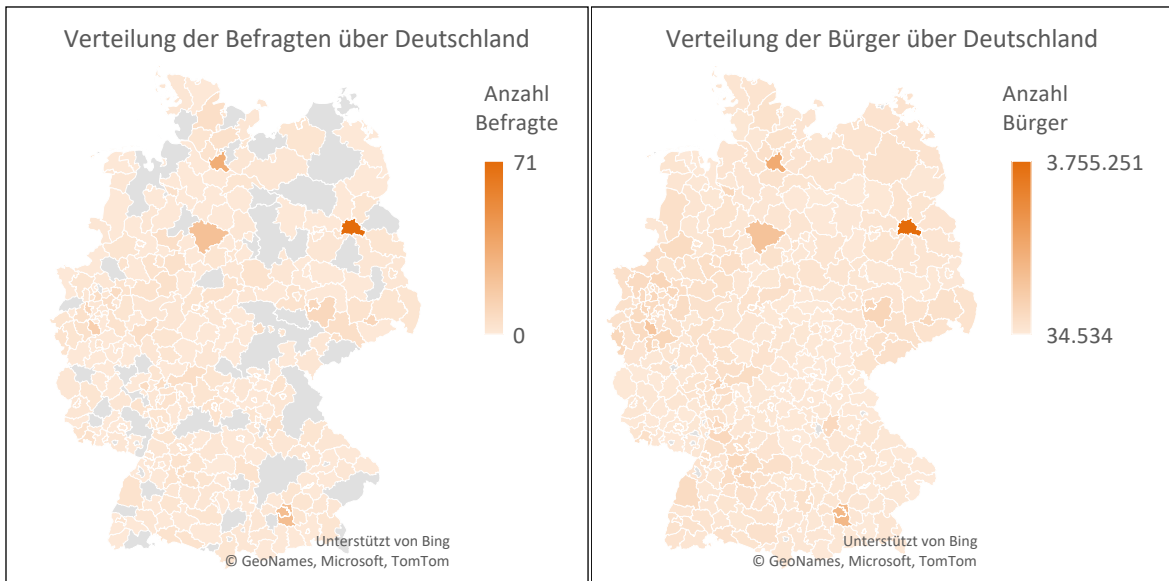 Verteilung der Befragten über Deutschland
Anzahl
Befragte
71
0
Unterstützt von Bing
© GeoNames, Microsoft, TomTom
Verteilung der Bürger über Deutschland
Anzahl
Bürger
3.755.251
34.534
Unterstützt von Bing
© GeoNames, Microsoft, TomTom